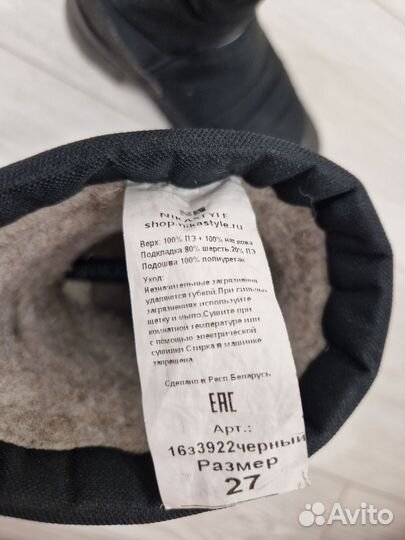 NIKASTYLE
shop.nikastyle.ru
Верх: 100% ПЭ + 100% нат. кожа
Подкладка:80% шерсть.20% ПЭ
Подошва 100% полиуретан
Уход:
Незначительные загрязнения
удаляются губкой.При сильных
загрязнениях используйте
щетку и мыло.Сушите при
комнатной температуре или
с помощью электрической
сушилки.Стирка в машинке
запрещена.
Сделано в Респ.Беларусь
EAC
Арт.:
16з3922черный
Размер
27
Avito